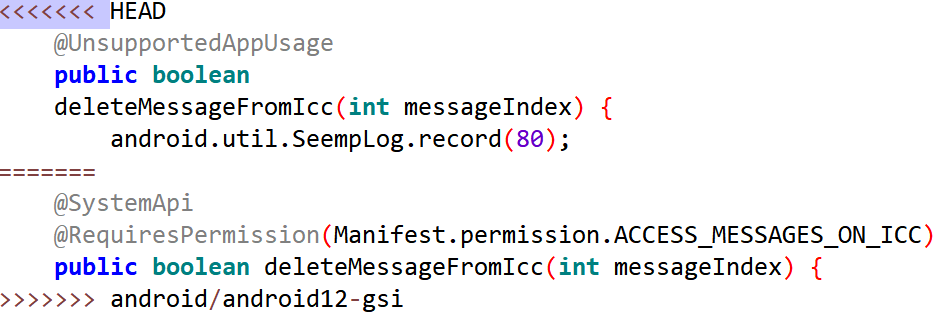 <<<<<<< HEAD
    @UnsupportedAppUsage
    public boolean
    deleteMessageFromIcc(int messageIndex) {
        android.util.SeempLog.record(80);
=======
    @SystemApi
    @RequiresPermission(Manifest.permission.ACCESS_MESSAGES_ON_ICC)
    public boolean deleteMessageFromIcc(int messageIndex) {
>>>>>>> android/android12-gsi